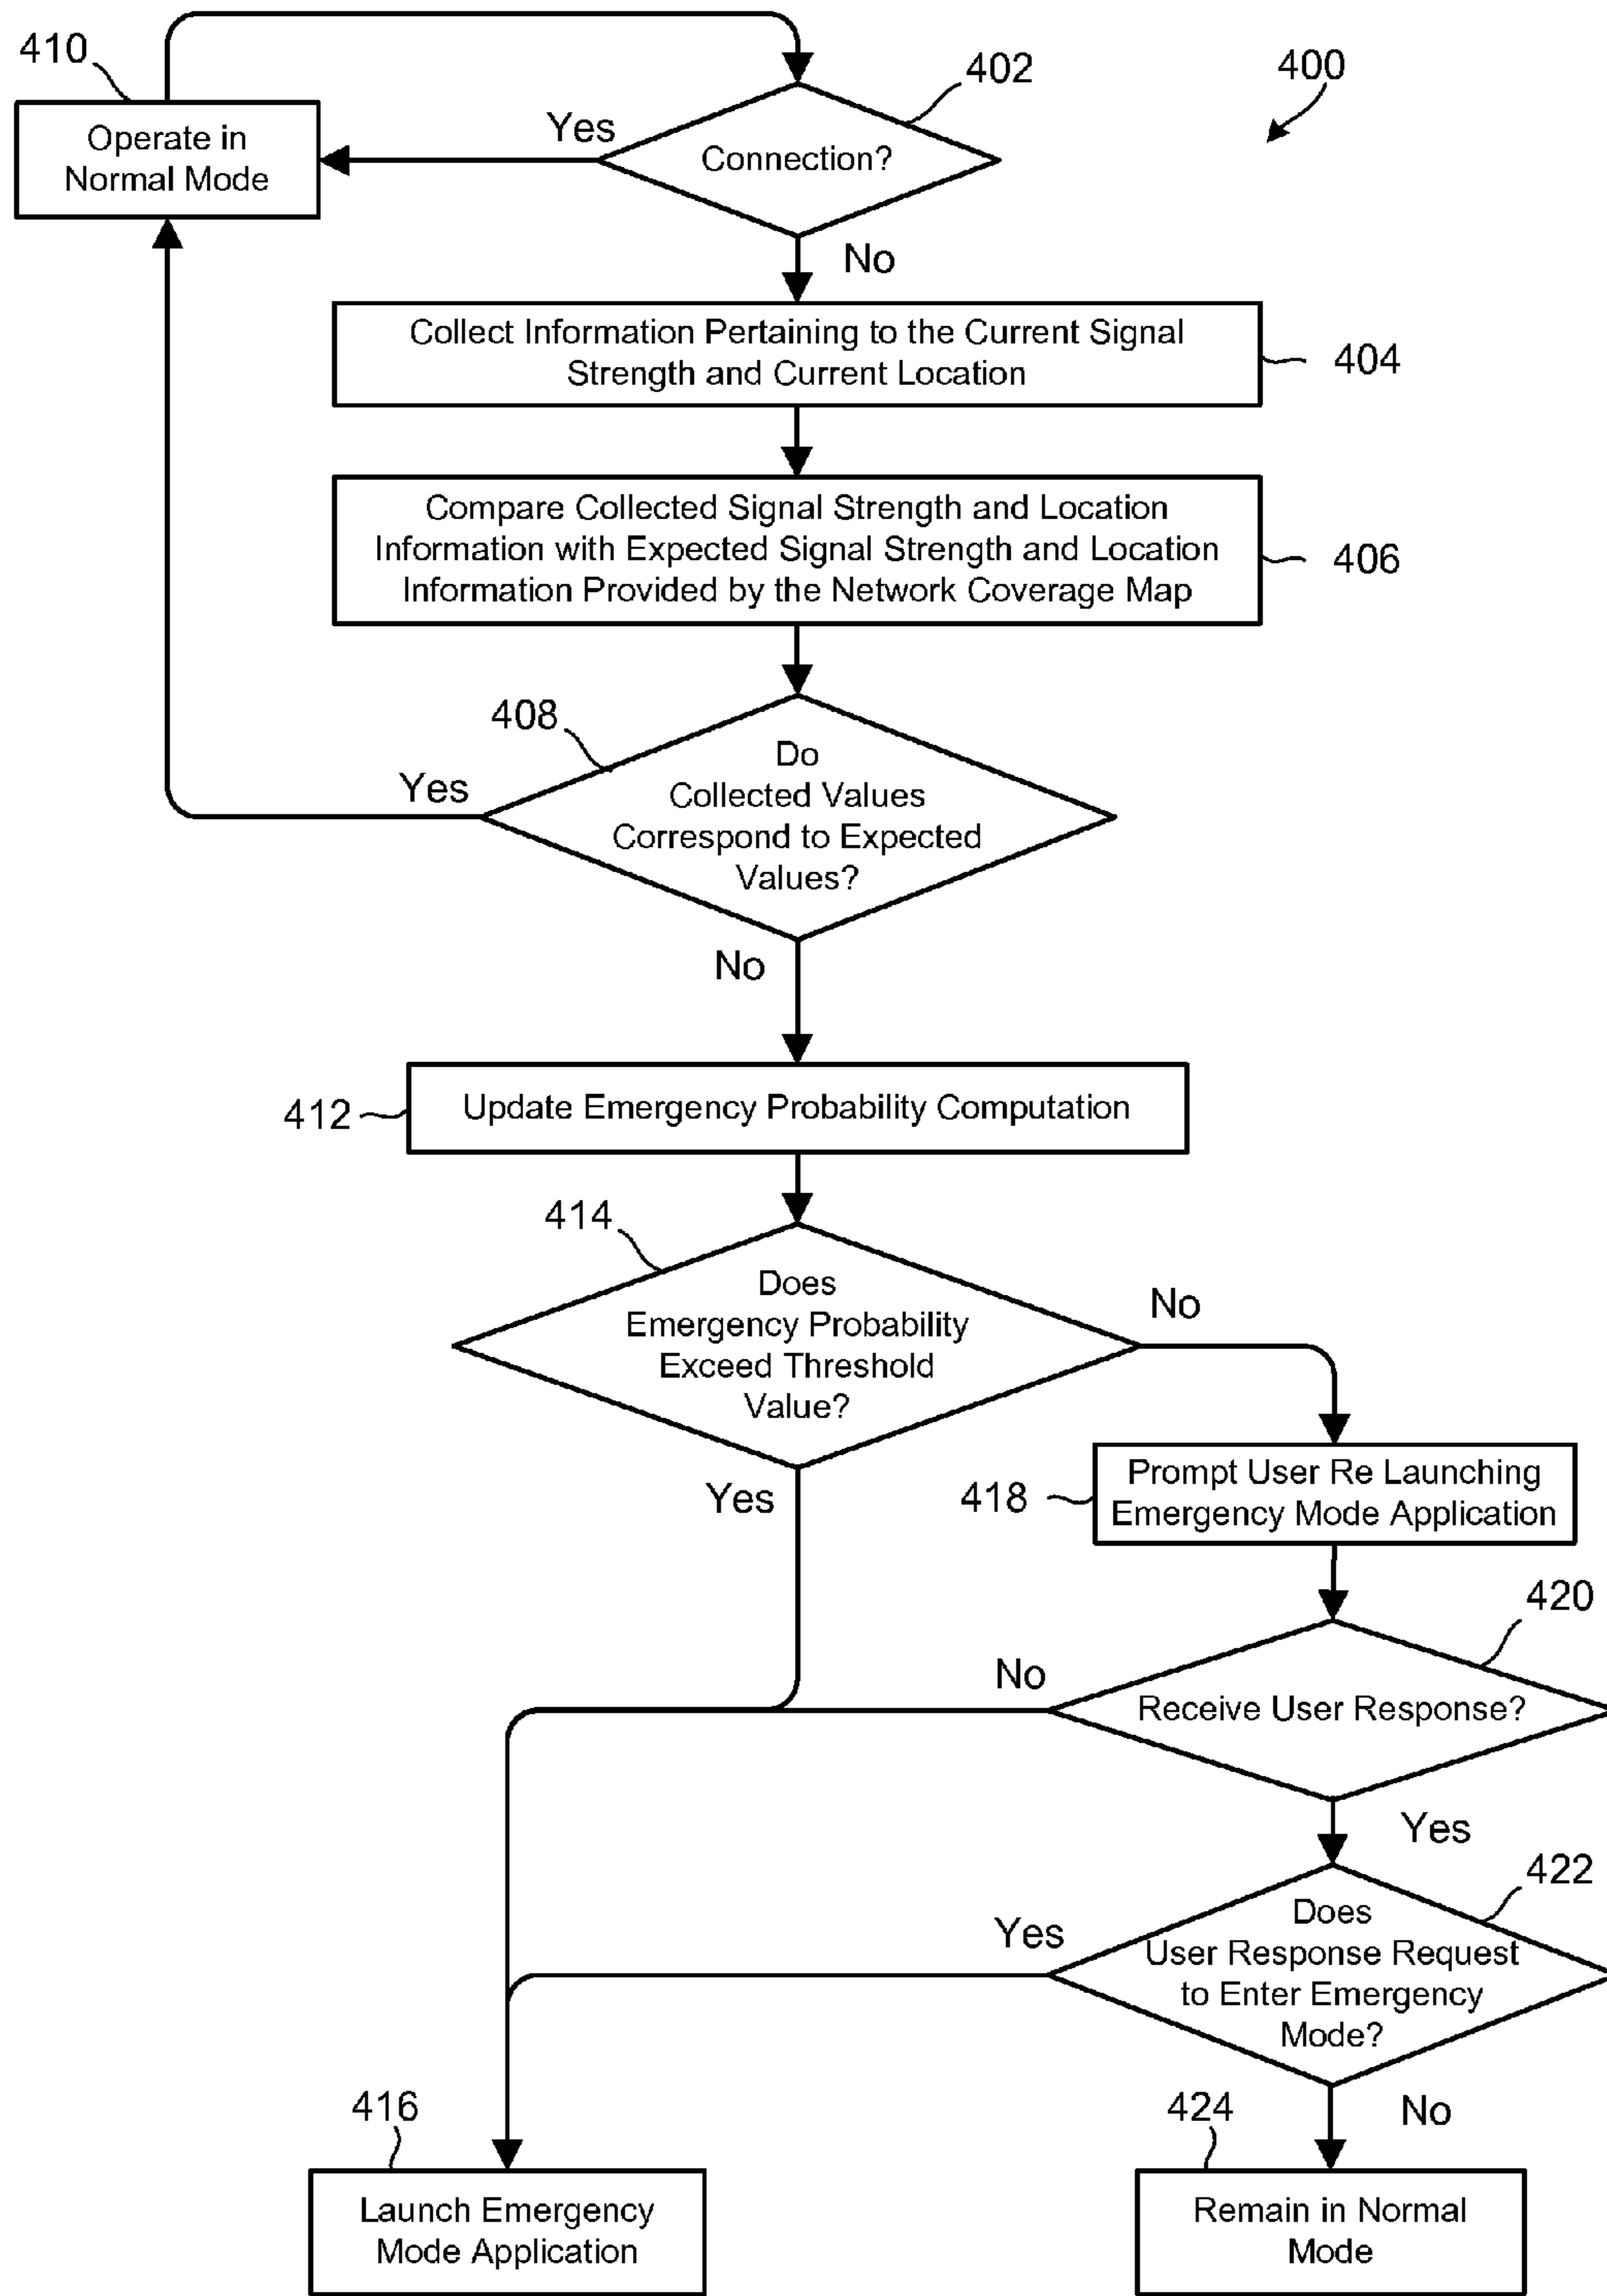 410
402
400
Operate in
Normal Mode
Yes
Connection?
No
Collect Information Pertaining to the Current Signal
Strength and Current Location
404
Compare Collected Signal Strength and Location
Information with Expected Signal Strength and Location
Information Provided by the Network Coverage Map
406
408
Yes
Do
Collected Values
Correspond to Expected
Values?
No
412
Update Emergency Probability Computation
414
Does
Emergency Probability
Exceed Threshold
Value?
No
Yes
418
Prompt User Re Launching
Emergency Mode Application
420
No
Receive User Response?
Yes
422
Yes
Does
User Response Request
to Enter Emergency
Mode?
No
416
424
Launch Emergency
Mode Application
Remain in Normal
Mode